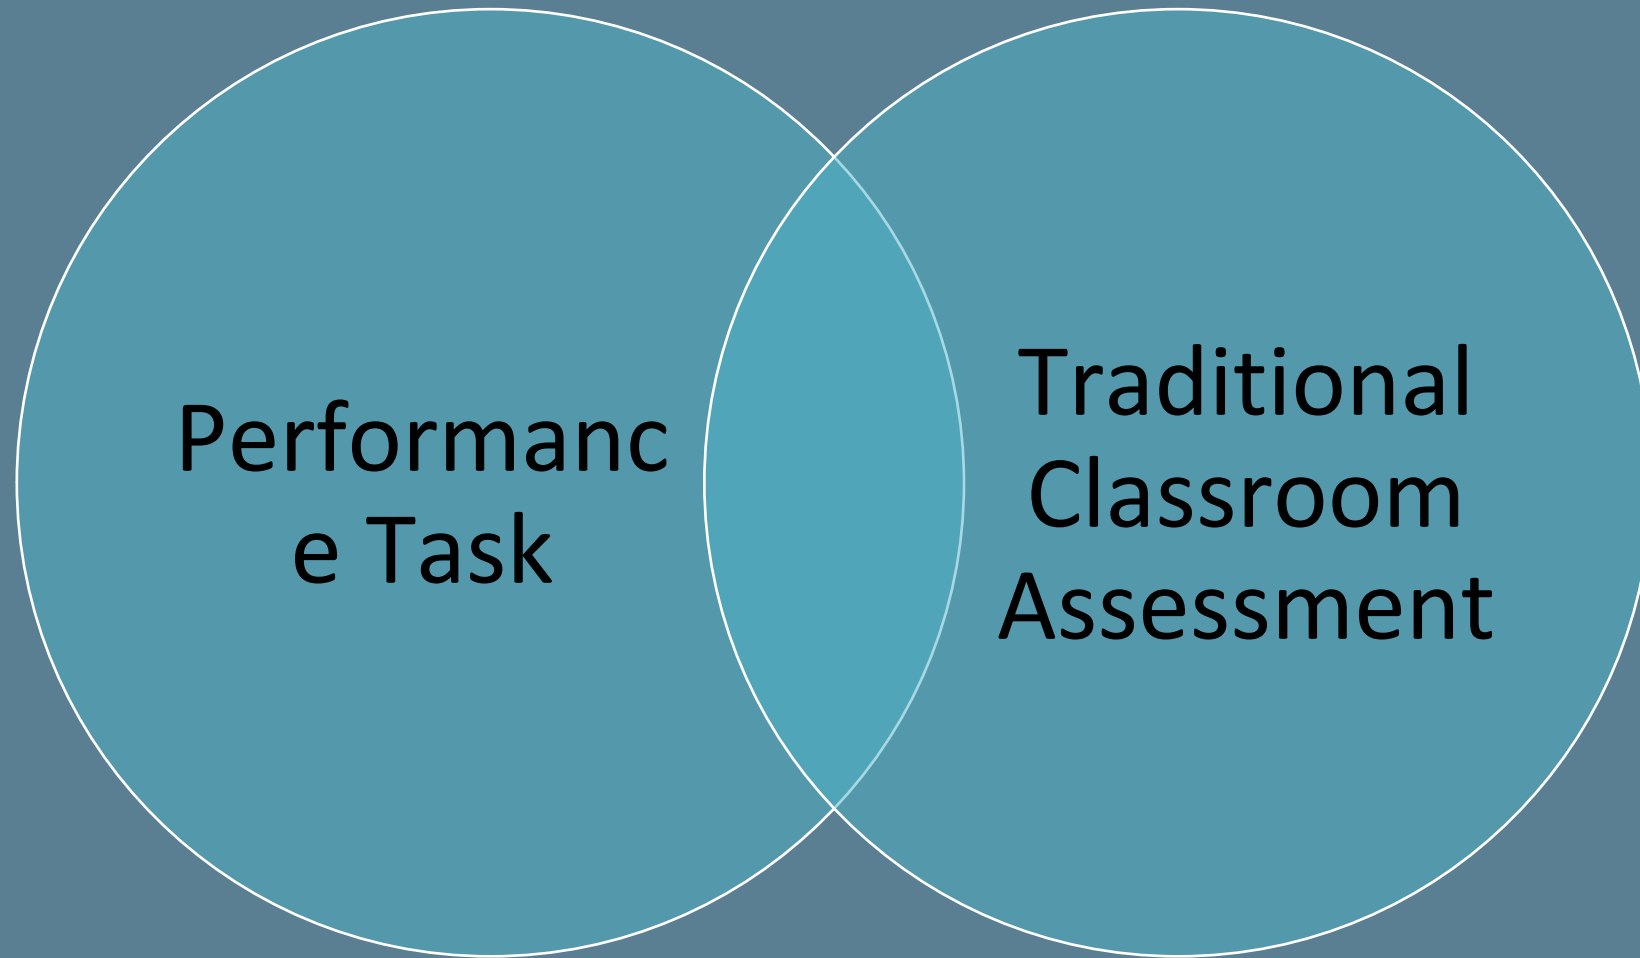 Performanc
e Task
Traditional
Classroom
Assessment